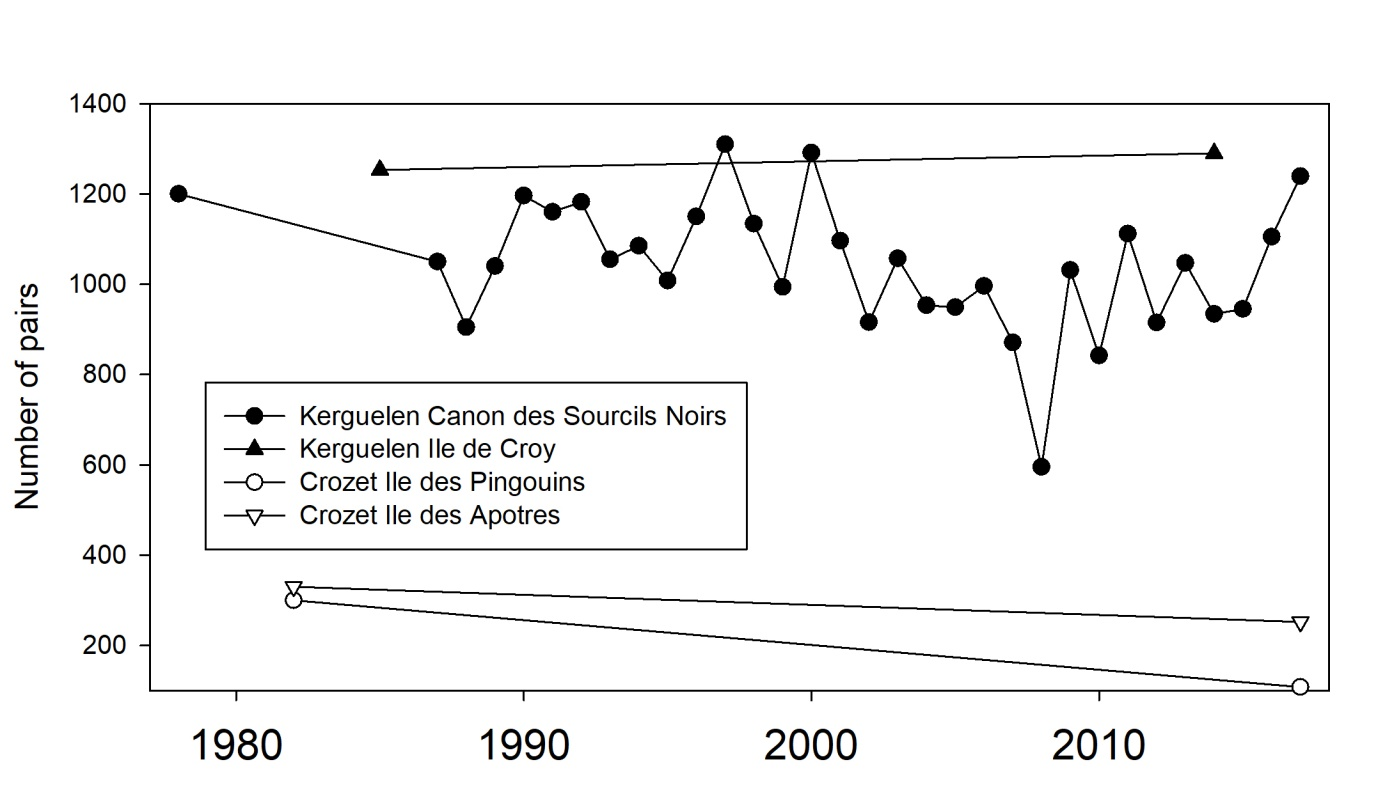 1400
1200
1000
800
600
400
200
Number of pairs
Kerguelen Canon des Sourcils Noirs
Kerguelen Ile de Croy
Crozet Ile des Pingouins
Crozet Ile des Apotres
1980 1990 2000 2010